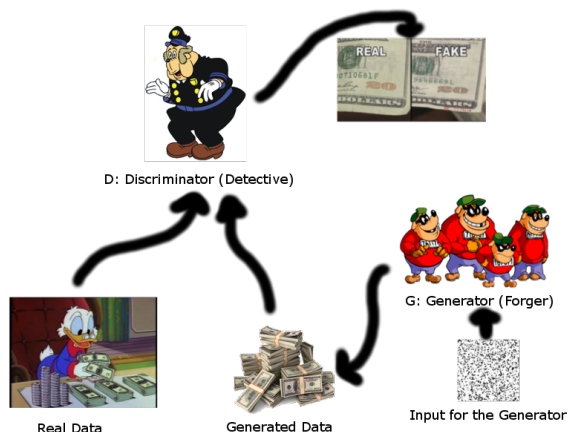 REAL
FAKE
D: Discriminator (Detective)
G: Generator (Forger)
Input for the Generator
Real Data
Generated Data